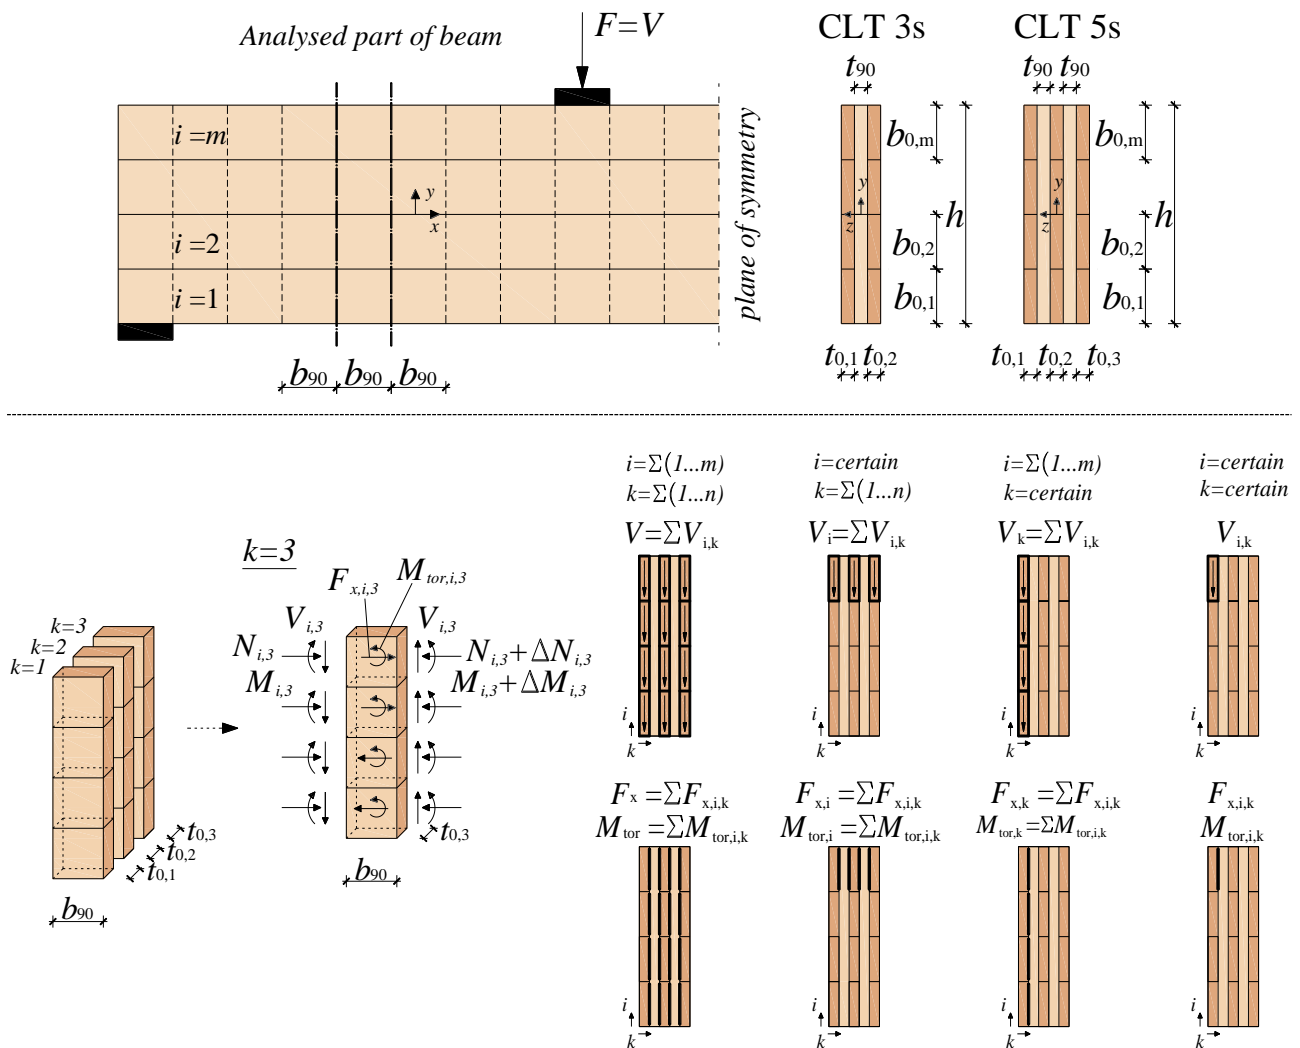 Analysed part of beam
F=V
CLT 3s
CLT 5s
t90
t90 t90
i=m
b0,m
b0,m
y
x
y
z
y
z
h
h
plane of symmetry
i=2
b0,2
b0,2
i=1
b0,1
b0,1
t0,1 t0,2
t0,1 t0,2 t0,3
b90 b90 b90
i=Σ(1...m)
k=Σ(1...n)
i=certain
k=Σ(1...n)
i=Σ(1...m)
k=certain
i=certain
k=certain
V=ΣVi,k
Vi=ΣVi,k
Vk=ΣVi,k
Vi,k
k=3
Fx,i,3
Mtor,i,3
Vi,3
Vi,3
Ni,3
Ni,3+ΔNi,3
Mi,3
Mi,3+ΔMi,3
k=3
k=2
k=1
i
k
i
k
i
k
i
k
Fx=ΣFx,i,k
Mtor=ΣMtor,i,k
Fx,i=ΣFx,i,k
Mtor,i=ΣMtor,i,k
Fx,k=ΣFx,i,k
Mtor,k=ΣMtor,i,k
Fx,i,k
Mtor,i,k
t0,3
t0,2
t0,1
t0,3
b90
b90
i
k
i
k
i
k
i
k